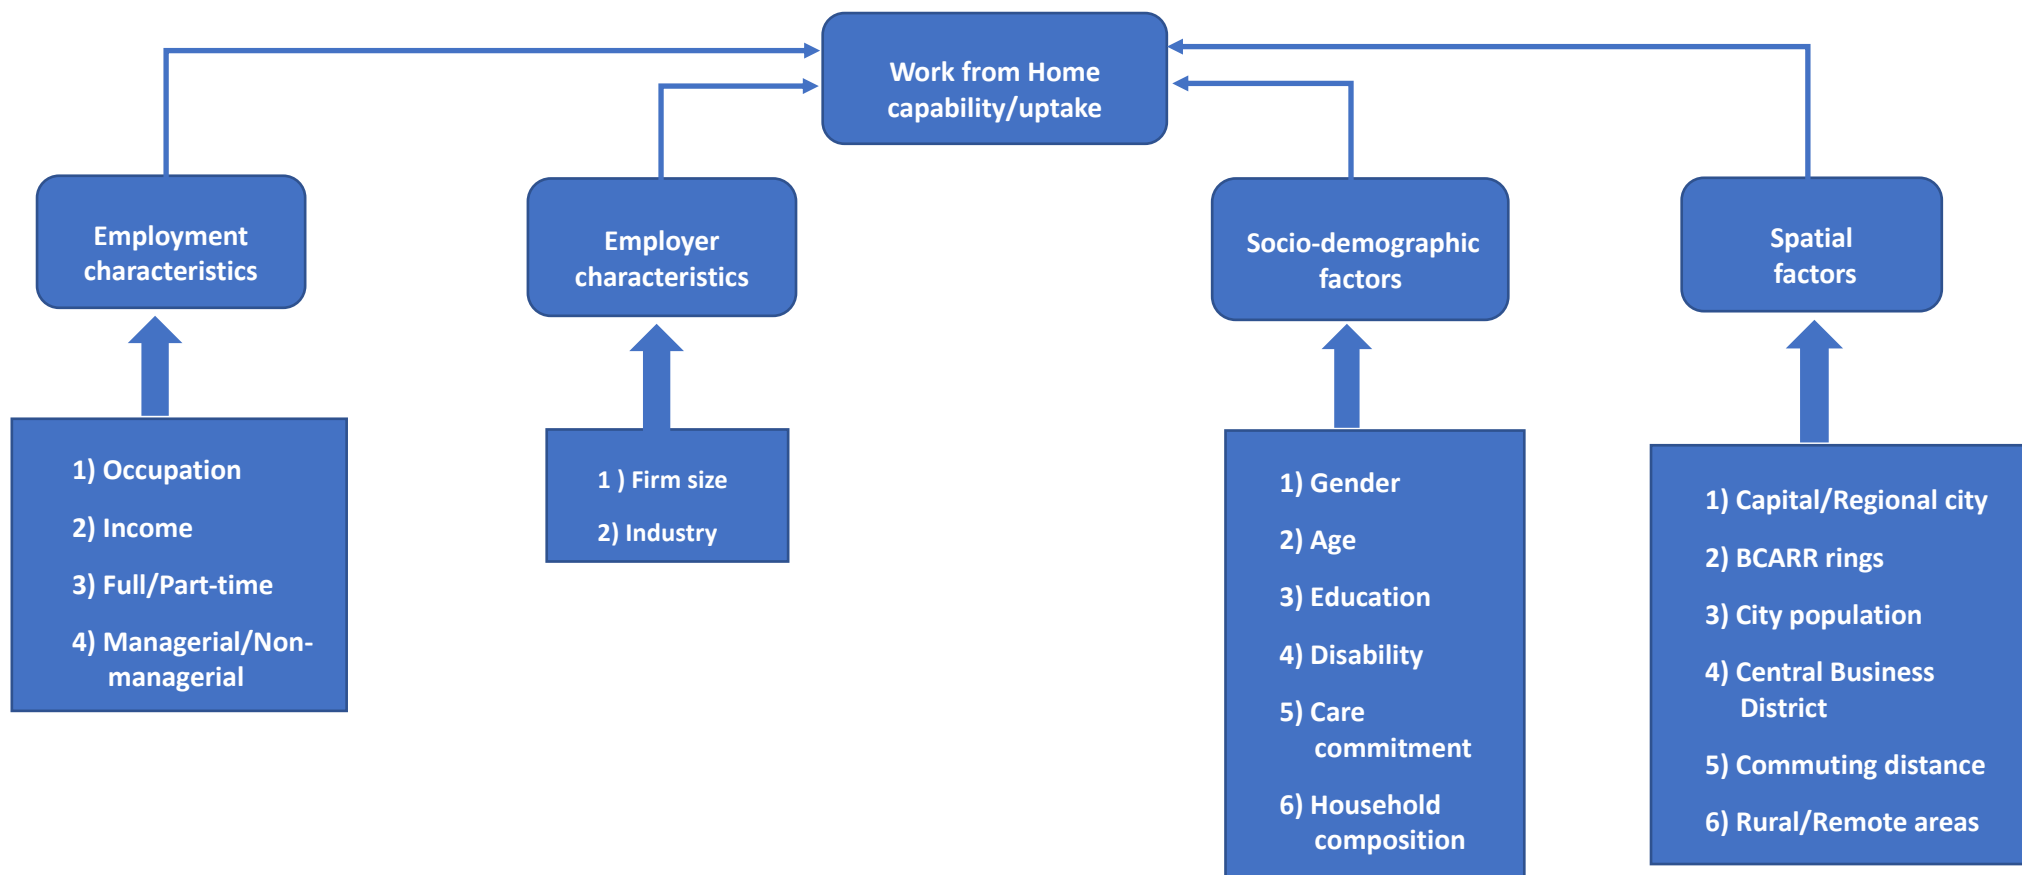 Work from Home
capability/uptake
Employment
characteristics
Employer
characteristics
Socio-demographic
factors
Spatial
factors
1) Occupation
2) Income
3) Full/Part-time
4) Managerial/Non-
managerial
1 ) Firm size
2) Industry
1) Gender
2) Age
3) Education
4) Disability
5) Care
commitment
6) Household
composition
1) Capital/Regional city
2) BCARR rings
3) City population
4) Central Business
District
5) Commuting distance
6) Rural/Remote areas